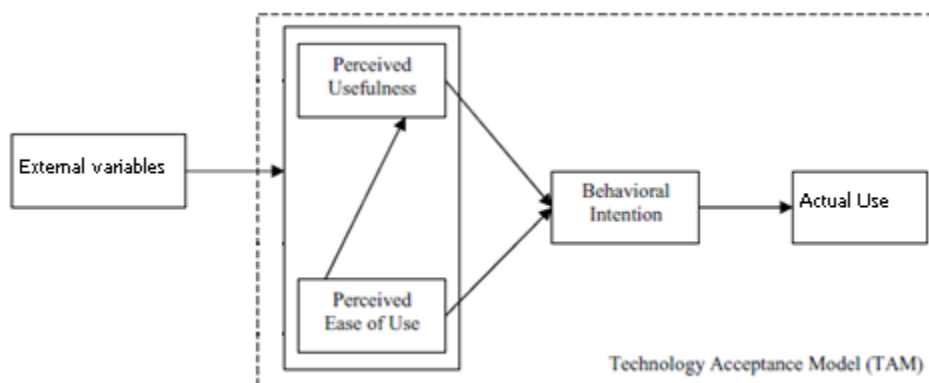 Perceived
Usefulness
External variables
Behavioral
Intention
Actual Use
Perceived
Ease of Use
Technology Acceptance Model (TAM)